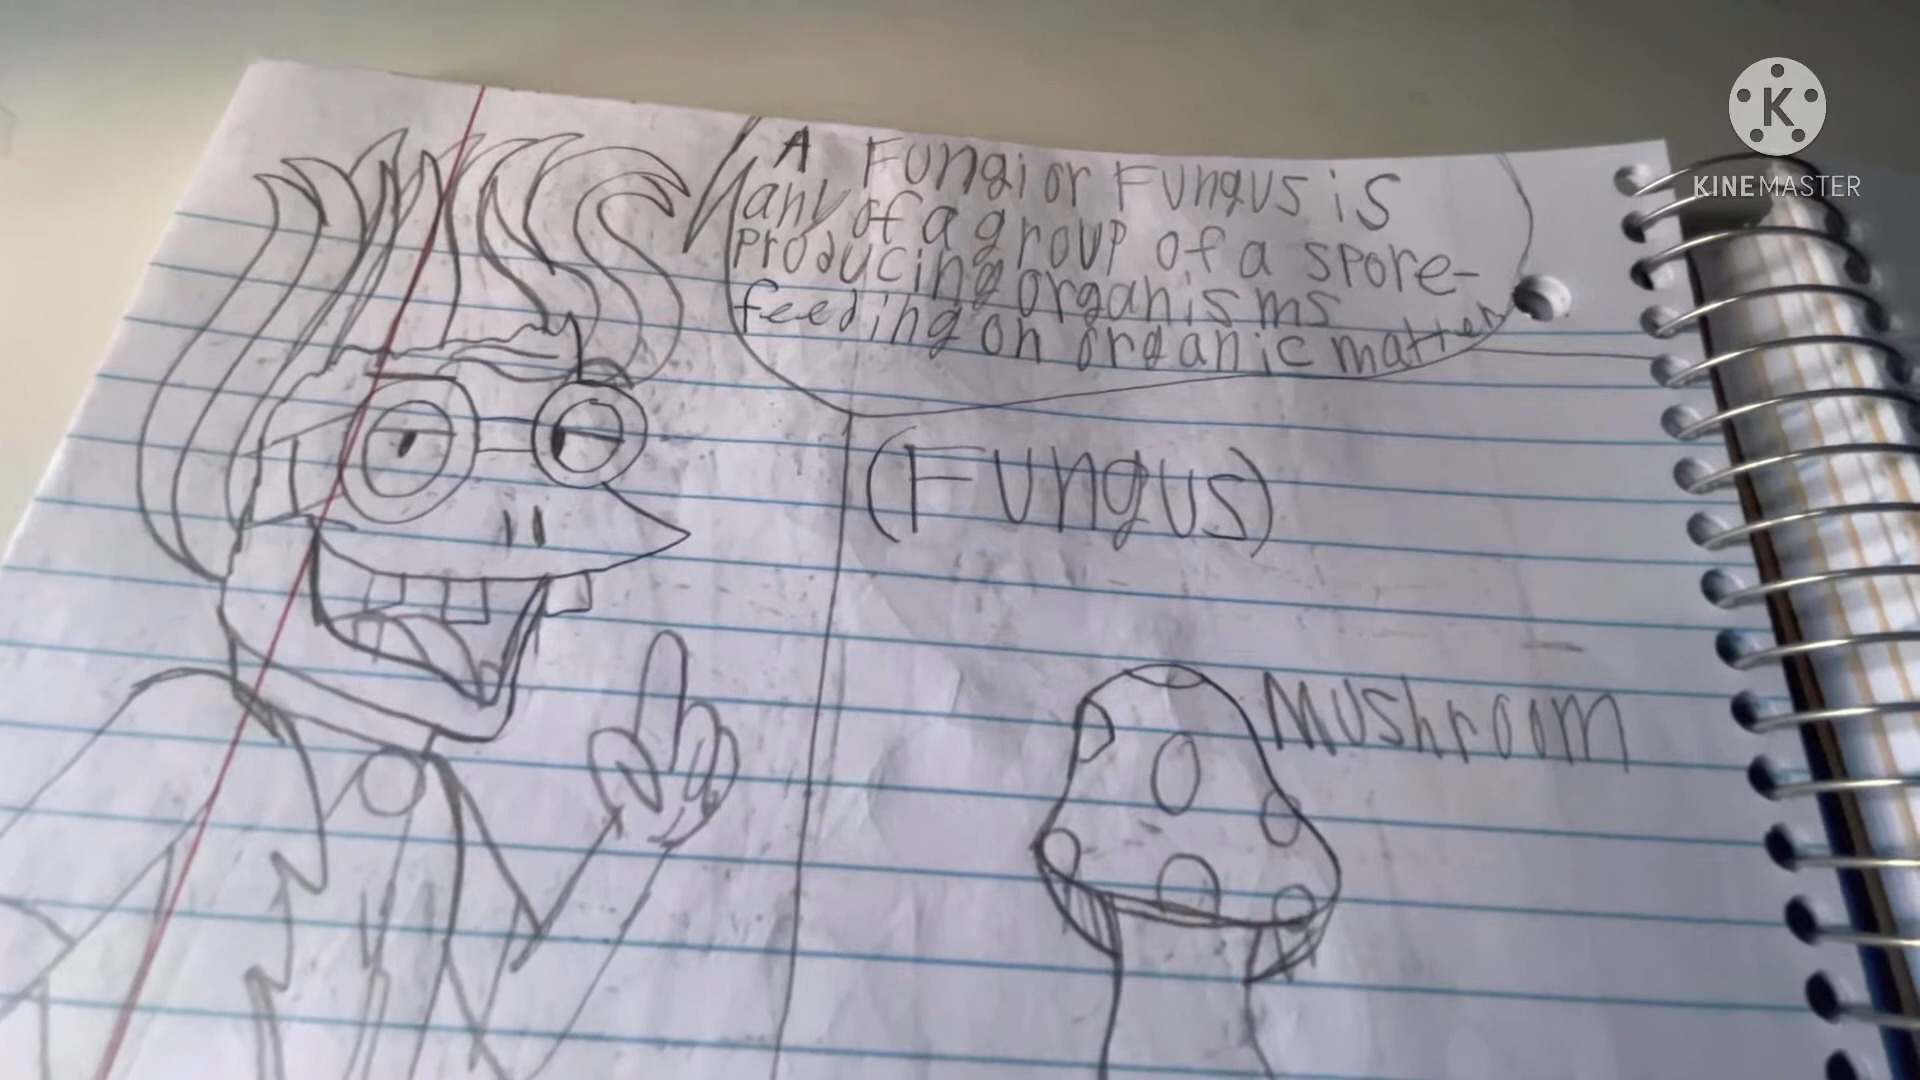 A Fungi or Fungus is
any of a group of a spore-
producing organisms
feeding on organic matter
(Fungus)
Mushroom
K
KINEMASTER